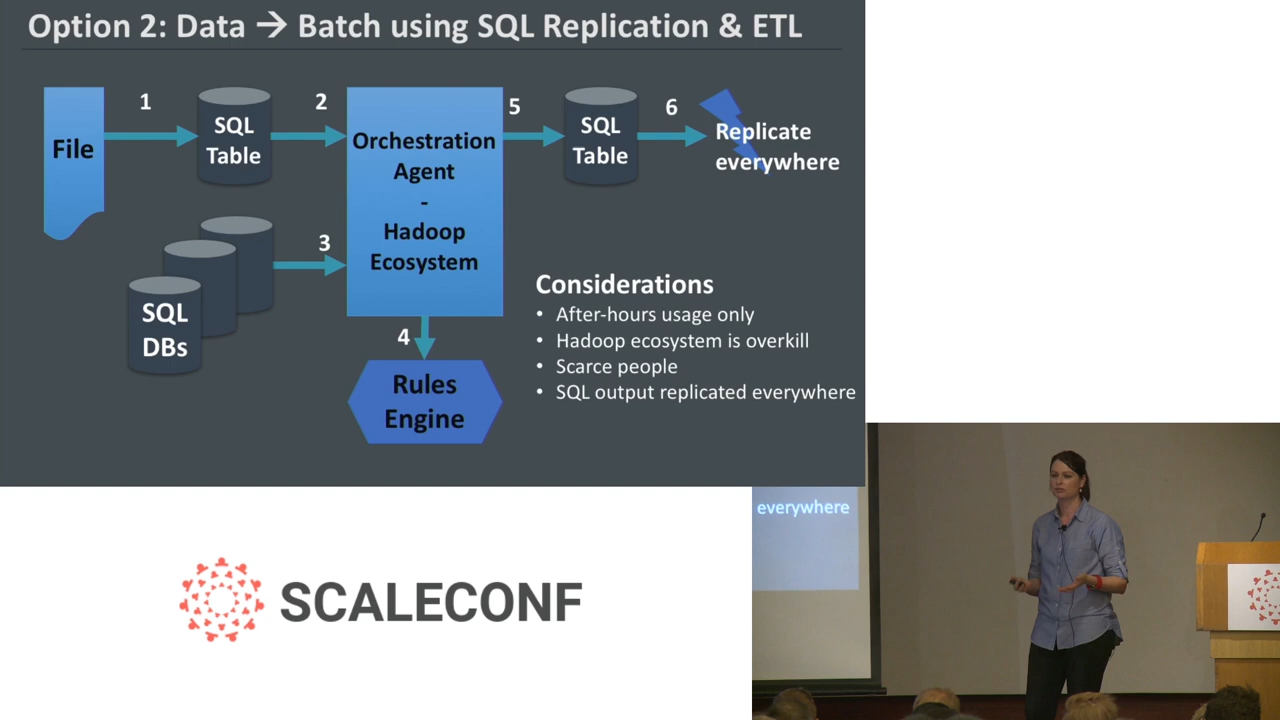 Option 2: Data → Batch using SQL Replication & ETL
File
1
SQL
Table
2
Orchestration
Agent
-
Hadoop
Ecosystem
5
SQL
Table
6
Replicate
everywhere
SQL
DBs
3
4
Rules
Engine
Considerations
• After-hours usage only
• Hadoop ecosystem is overkill
• Scarce people
• SQL output replicated everywhere
everywhere
SCALECONF